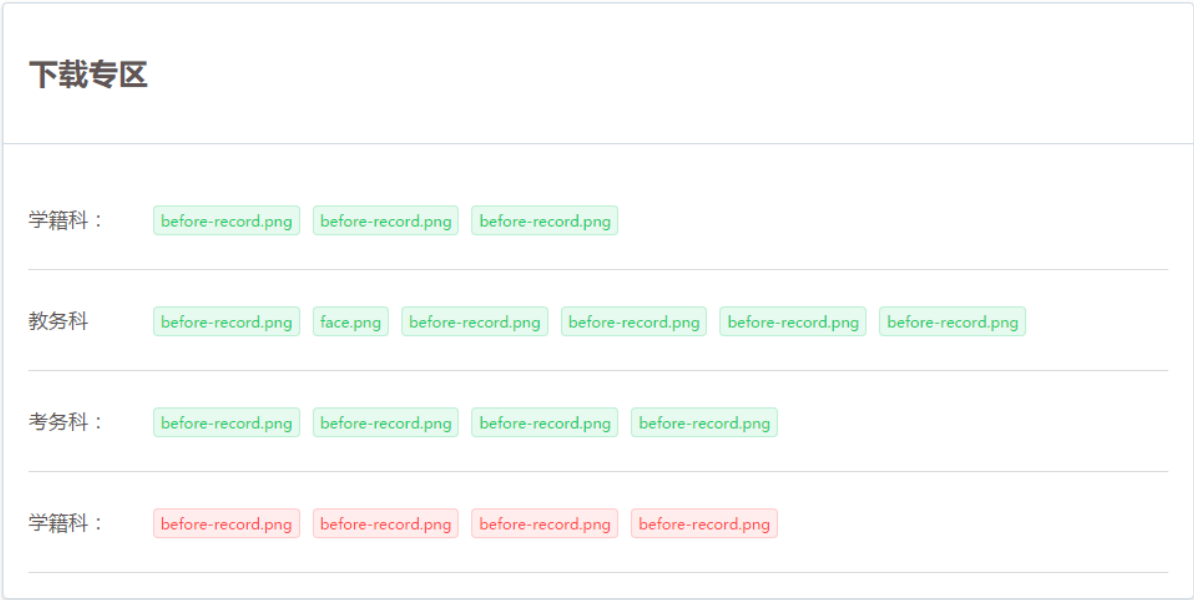 下载专区
学籍科： before-record.png before-record.png before-record.png
教务科 before-record.png face.png before-record.png before-record.png before-record.png before-record.png
考务科： before-record.png before-record.png before-record.png before-record.png
学籍科： before-record.png before-record.png before-record.png before-record.png